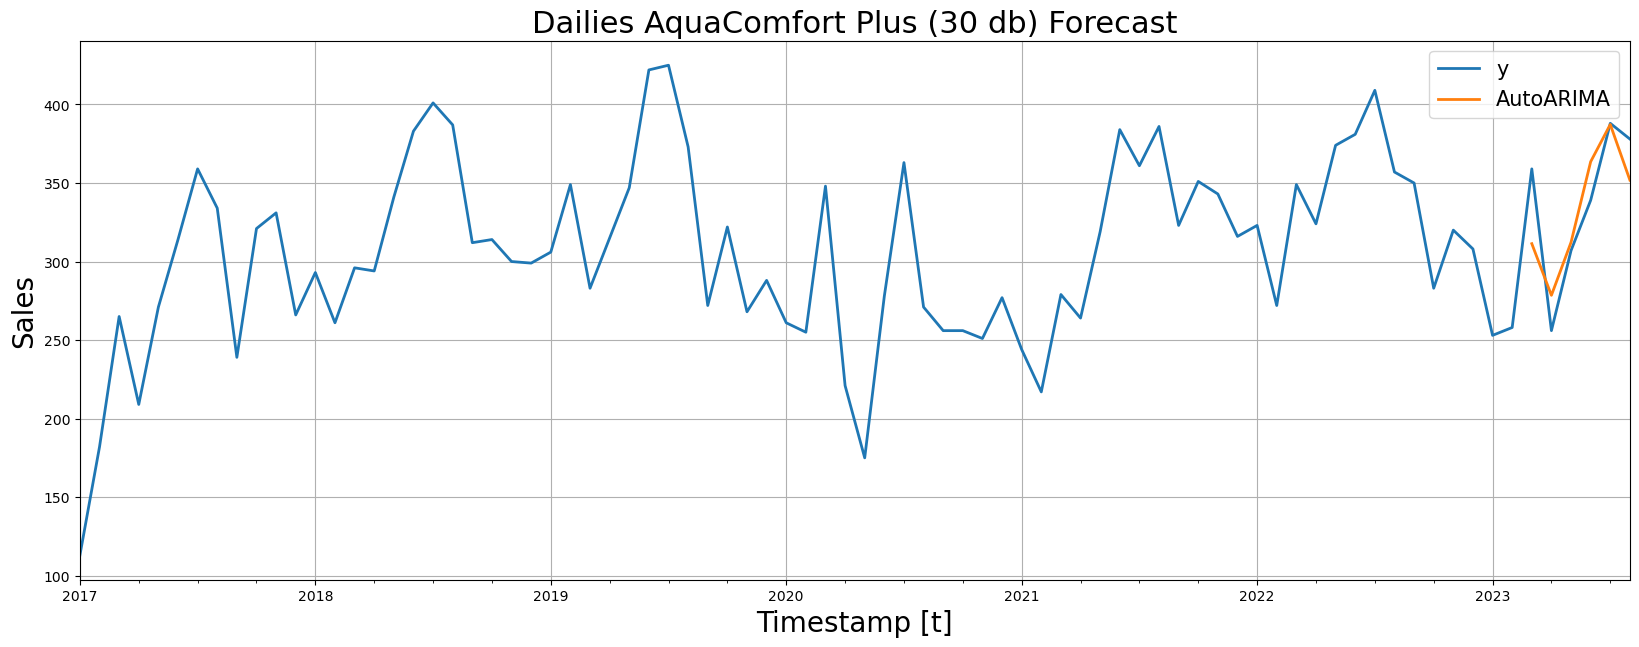 Dailies AquaComfort Plus (30 db) Forecast
y
AutoARIMA
Sales
400
350
300
250
200
150
100
2017
2018
2019
2020
2021
2022
2023
Timestamp [t]